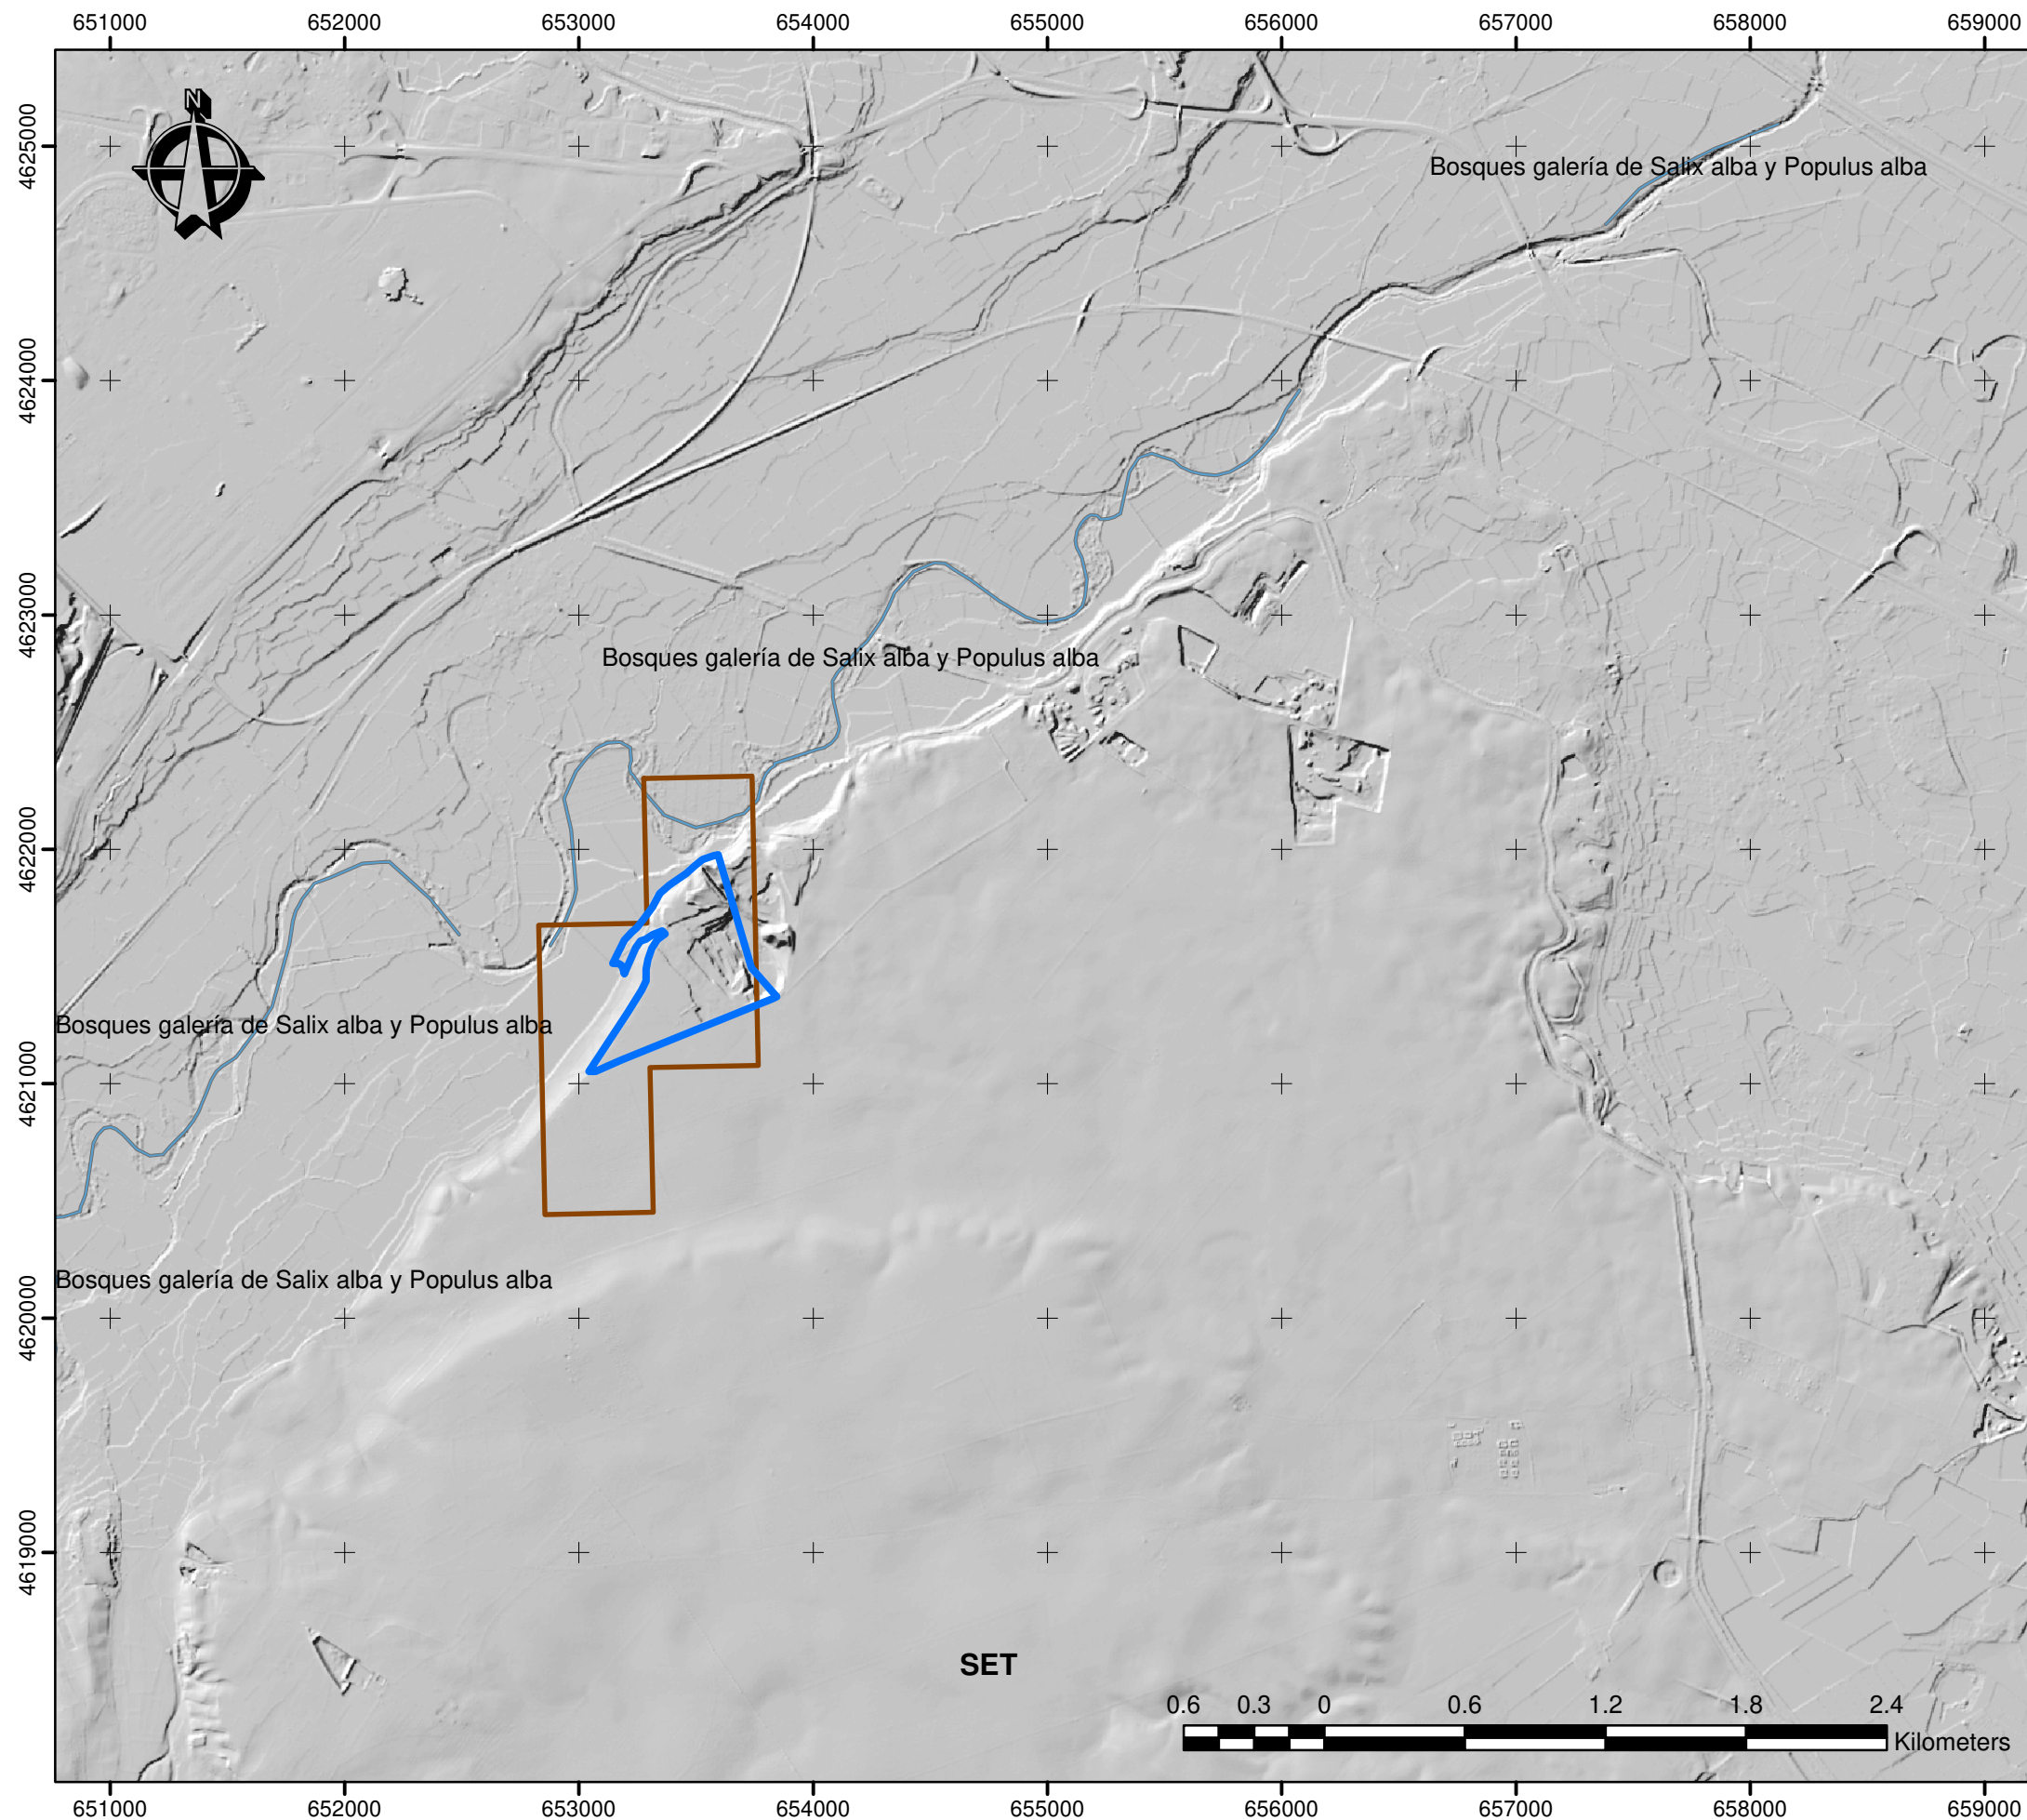 651000 652000 653000 654000 655000 656000 657000 658000 659000
N
4625000
Bosques galería de Salix alba y Populus alba
4624000
4623000
Bosques galería de Salix alba y Populus alba
4622000
Bosques galería de Salix alba y Populus alba
4621000
Bosques galería de Salix alba y Populus alba
4620000
4619000
SET
0.6 0.3 0 0.6 1.2 1.8 2.4
Kilometers
651000 652000 653000 654000 655000 656000 657000 658000 659000